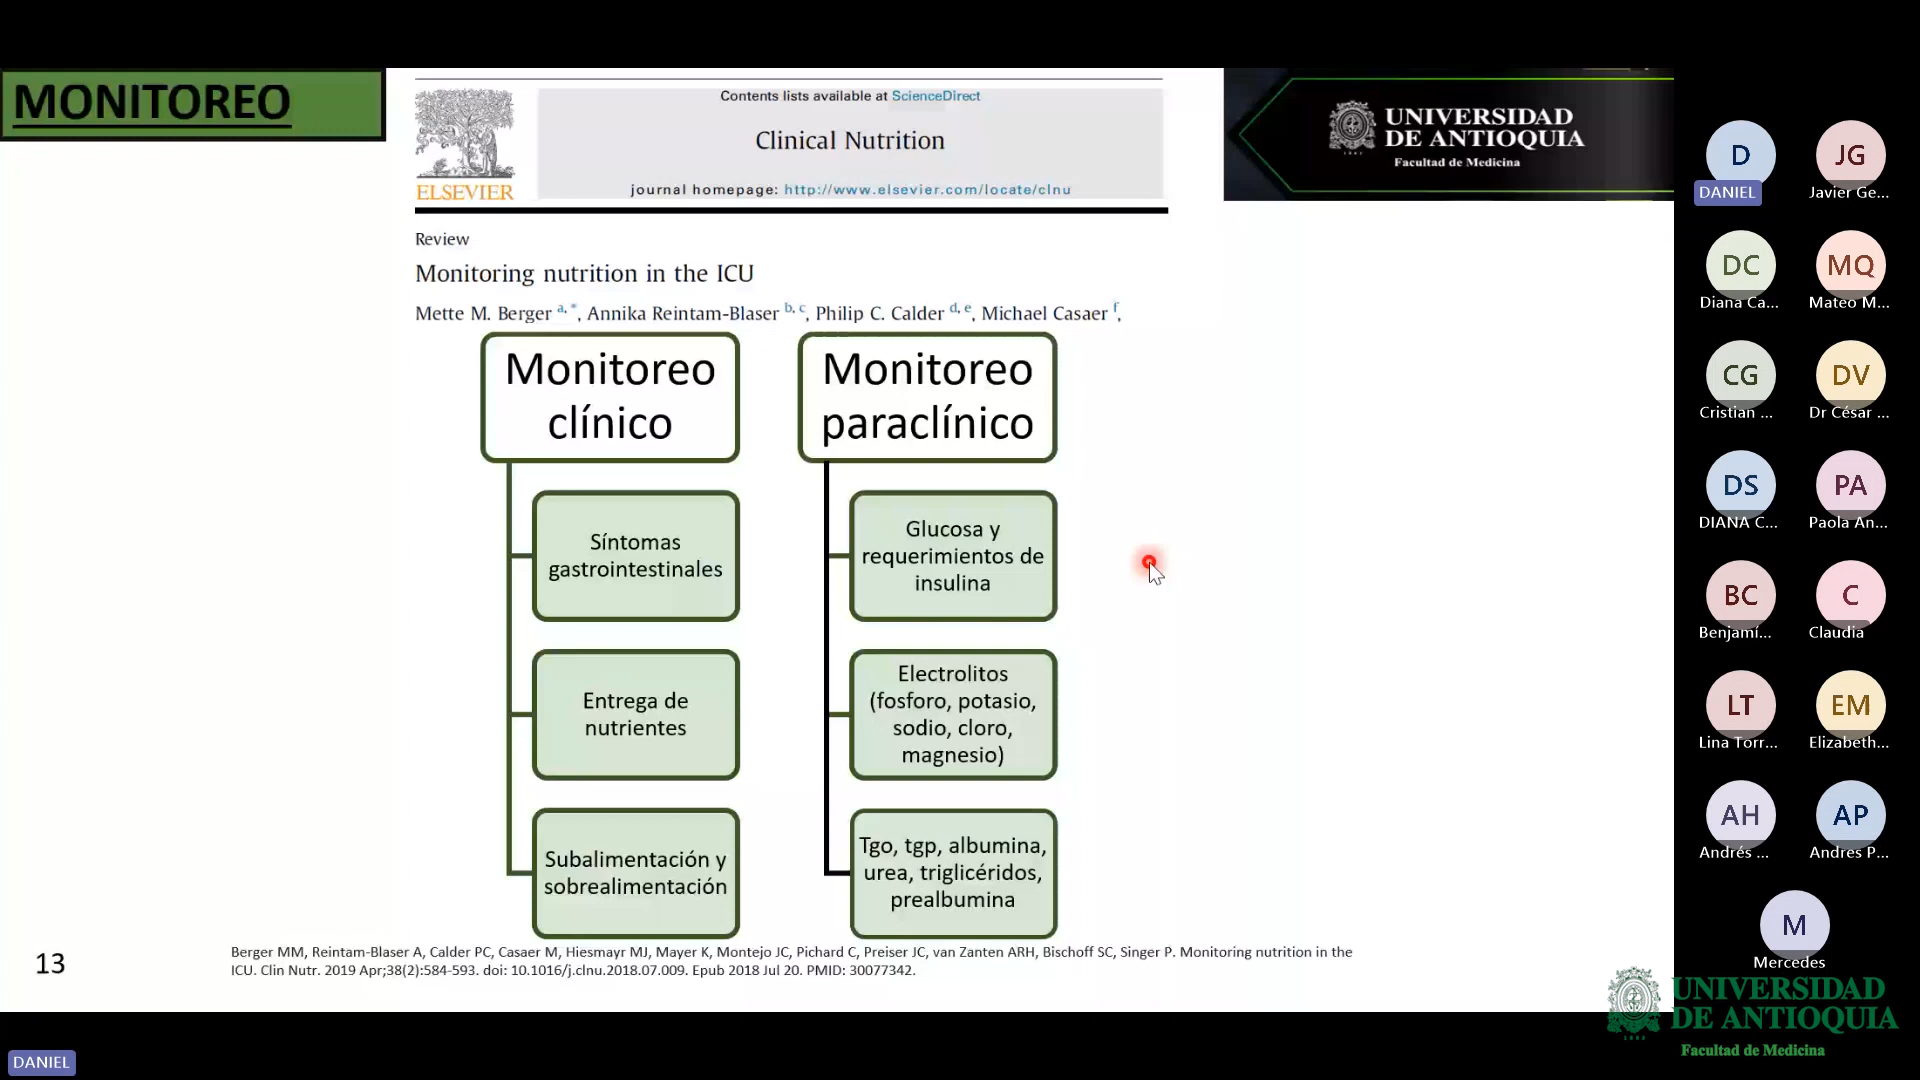 MONITOREO
Contents lists available at ScienceDirect
Clinical Nutrition
journal homepage: http://www.elsevier.com/locate/clnu
ELSEVIER
UNIVERSIDAD
DE ANTIOQUIA
1803
Facultad de Medicina
Review
Monitoring nutrition in the ICU
Mette M. Berger a, *, Annika Reintam-Blaser b, c, Philip C. Calder d, e, Michael Casaer f,
Monitoreo
clínico
Síntomas
gastrointestinales
Entrega de
nutrientes
Subalimentación y
sobrealimentación
Monitoreo
paraclínico
Glucosa y
requerimientos de
insulina
Electrolitos
(fosforo, potasio,
sodio, cloro,
magnesio)
Tgo, tgp, albumina,
urea, triglicéridos,
prealbumina
Berger MM, Reintam-Blaser A, Calder PC, Casaer M, Hiesmayr MJ, Mayer K, Montejo JC, Pichard C, Preiser JC, van Zanten ARH, Bischoff SC, Singer P. Monitoring nutrition in the
ICU. Clin Nutr. 2019 Apr;38(2):584-593. doi: 10.1016/j.clnu.2018.07.009. Epub 2018 Jul 20. PMID: 30077342.
13
D
DANIEL
JG
Javier Ge...
DC
Diana Ca...
MQ
Mateo M...
CG
Cristian ...
DV
Dr César ...
DS
DIANA C...
PA
Paola An...
BC
Benjamí...
C
Claudia
LT
Lina Torr...
EM
Elizabeth...
AH
Andrés ...
AP
Andres P...
M
Mercedes
UNIVERSIDAD
DE ANTIOQUIA
1803
Facultad de Medicina
DANIEL